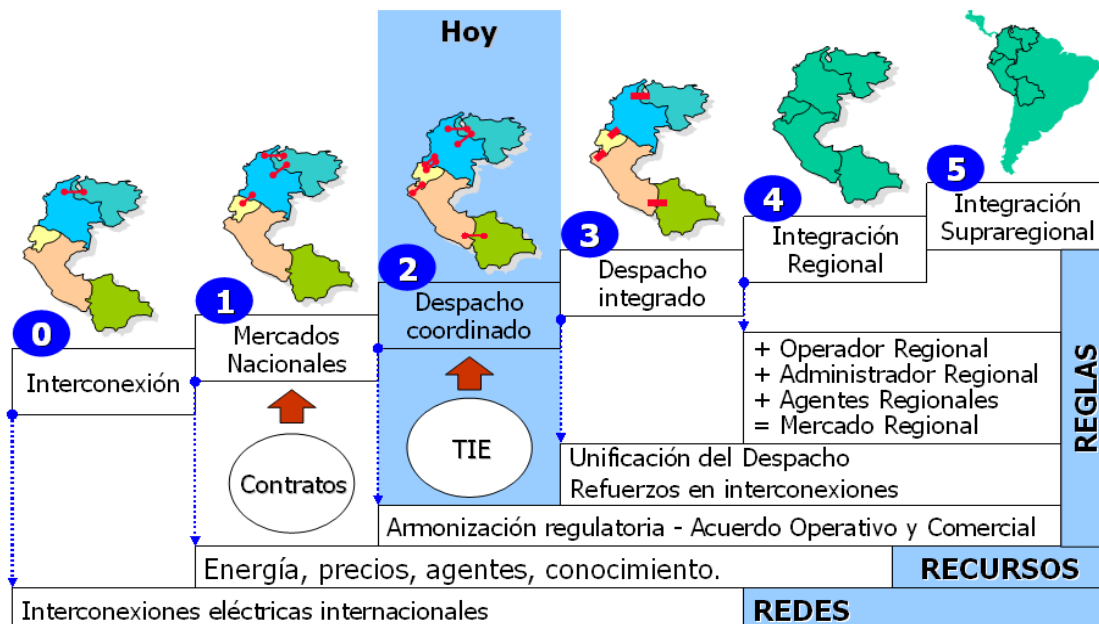 Hoy
0
Interconexión
1
Mercados
Nacionales
2
Despacho
coordinado
3
Despacho
integrado
4
Integración
Regional
5
Integración
Supraregional
Contratos
TIE
+ Operador Regional
+ Administrador Regional
+ Agentes Regionales
= Mercado Regional
Unificación del Despacho
Refuerzos en interconexiones
Armonización regulatoria - Acuerdo Operativo y Comercial
REGLAS
Energía, precios, agentes, conocimiento.
RECURSOS
Interconexiones eléctricas internacionales
REDES